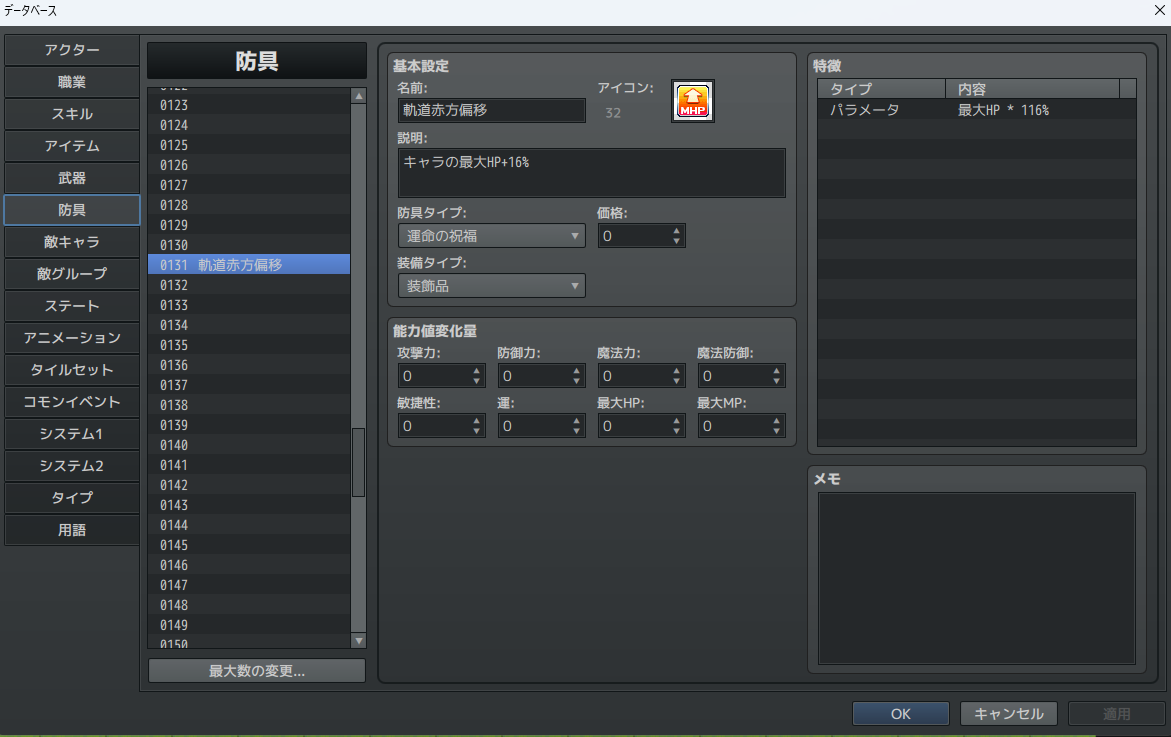 データベース
アクター
職業
スキル
アイテム
武器
防具
敵キャラ
敵グループ
ステート
アニメーション
タイルセット
コモンイベント
システム1
システム2
タイプ
用語
防具
0123
0124
0125
0126
0127
0128
0129
0130
0131 軌道赤方偏移
0132
0133
0134
0135
0136
0137
0138
0139
0140
0141
0142
0143
0144
0145
0146
0147
0148
0149
0150
最大数の変更...
基本設定
名前:
アイコン:
軌道赤方偏移
32
MHP
説明:
キャラの最大HP+16%
防具タイプ:
価格:
運命の祝福
0
装備タイプ:
装飾品
能力値変化量
攻撃力: 防御力: 魔法力: 魔法防御:
0 0 0 0
敏捷性: 運: 最大HP: 最大MP:
0 0 0 0
特徴
タイプ 内容
パラメータ 最大HP * 116%
メモ
OK キャンセル 適用